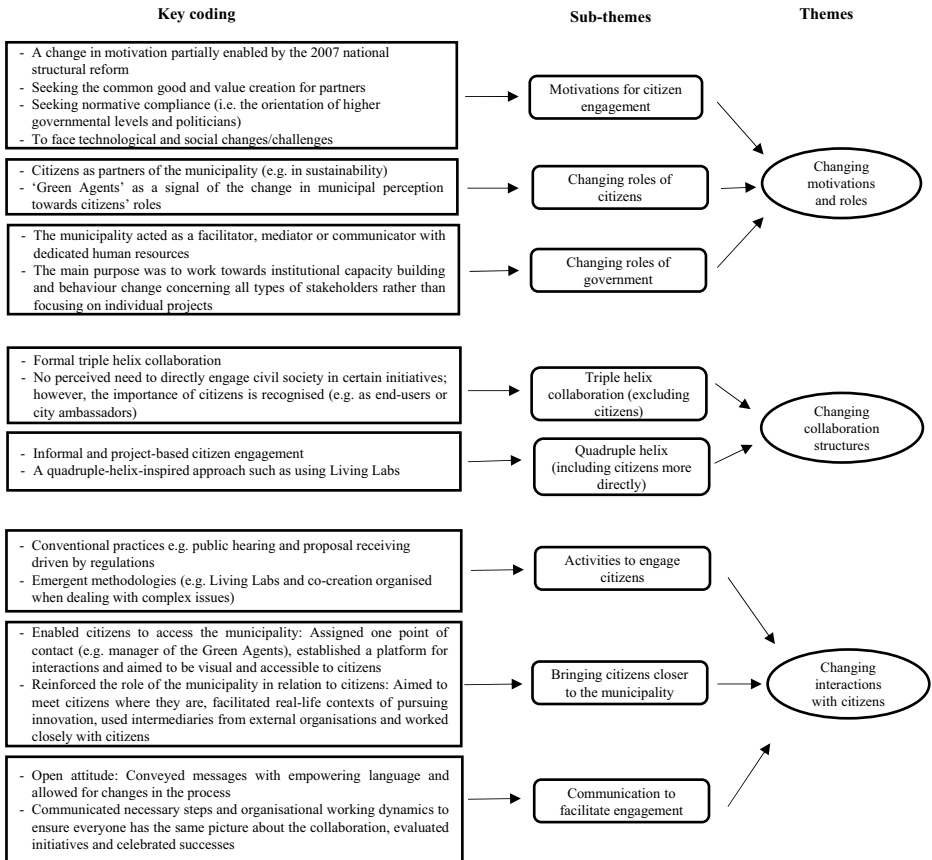 Key coding
Sub-themes
Themes
- A change in motivation partially enabled by the 2007 national
structural reform
- Seeking the common good and value creation for partners
- Seeking normative compliance (i.e. the orientation of higher
governmental levels and politicians)
- To face technological and social changes/challenges
Motivations for citizen
engagement
- Citizens as partners of the municipality (e.g. in sustainability)
- ‘Green Agents’ as a signal of the change in municipal perception
towards citizens’ roles
Changing roles of
citizens
Changing
motivations
and roles
- The municipality acted as a facilitator, mediator or communicator with
dedicated human resources
- The main purpose was to work towards institutional capacity building
and behaviour change concerning all types of stakeholders rather than
focusing on individual projects
Changing roles of
government
- Formal triple helix collaboration
- No perceived need to directly engage civil society in certain initiatives;
however, the importance of citizens is recognised (e.g. as end-users or
city ambassadors)
Triple helix
collaboration (excluding
citizens)
Changing
collaboration
structures
- Informal and project-based citizen engagement
- A quadruple-helix-inspired approach such as using Living Labs
Quadruple helix
(including citizens more
directly)
- Conventional practices e.g. public hearing and proposal receiving
driven by regulations
- Emergent methodologies (e.g. Living Labs and co-creation organised
when dealing with complex issues)
Activities to engage
citizens
- Enabled citizens to access the municipality: Assigned one point of
contact (e.g. manager of the Green Agents), established a platform for
interactions and aimed to be visual and accessible to citizens
- Reinforced the role of the municipality in relation to citizens: Aimed to
meet citizens where they are, facilitated real-life contexts of pursuing
innovation, used intermediaries from external organisations and worked
closely with citizens
Bringing citizens closer
to the municipality
Changing
interactions
with citizens
- Open attitude: Conveyed messages with empowering language and
allowed for changes in the process
- Communicated necessary steps and organisational working dynamics to
ensure everyone has the same picture about the collaboration, evaluated
initiatives and celebrated successes
Communication to
facilitate engagement